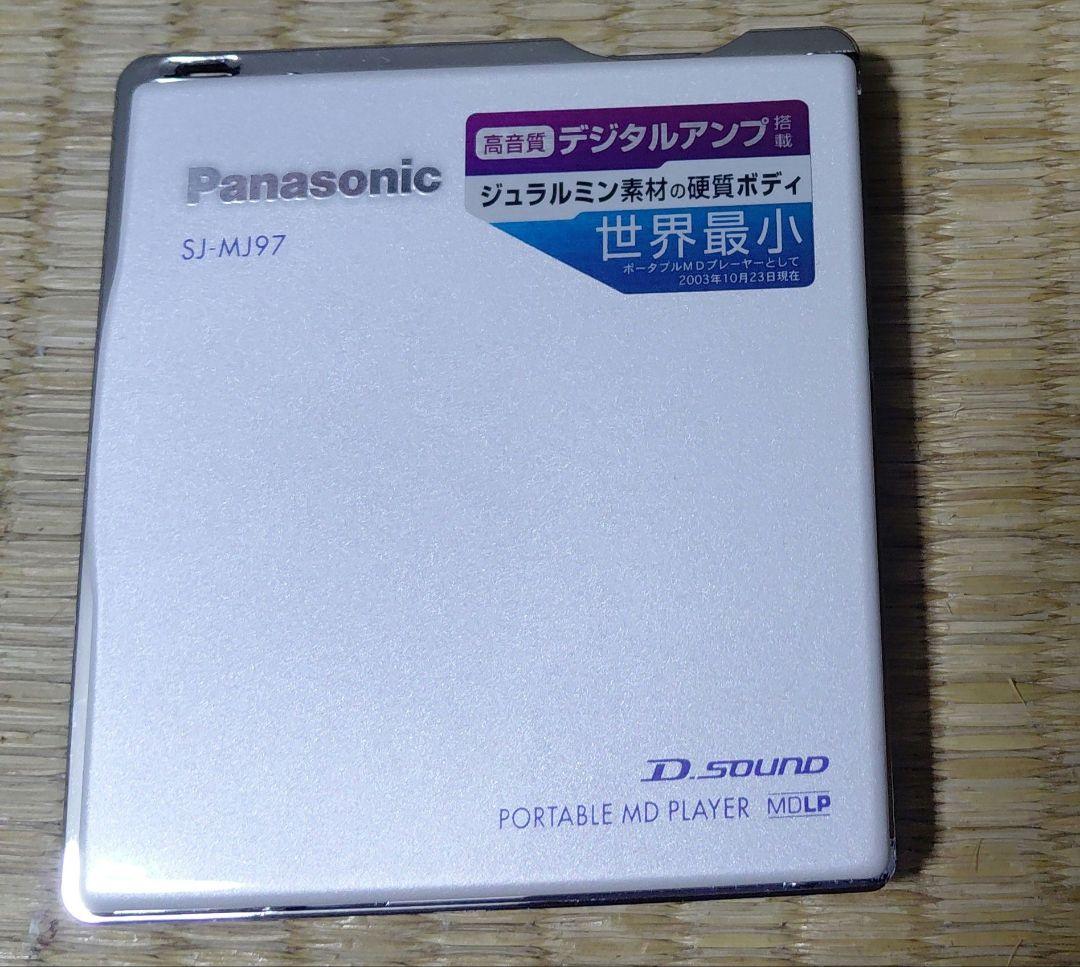 高音質 デジタルアンプ搭載
Panasonic
ジュラルミン素材の硬質ボディ
SJ-MJ97
世界最小
ポータブルMDプレーヤーとして
2003年10月23日現在
D.SOUND
PORTABLE MD PLAYER MDLP